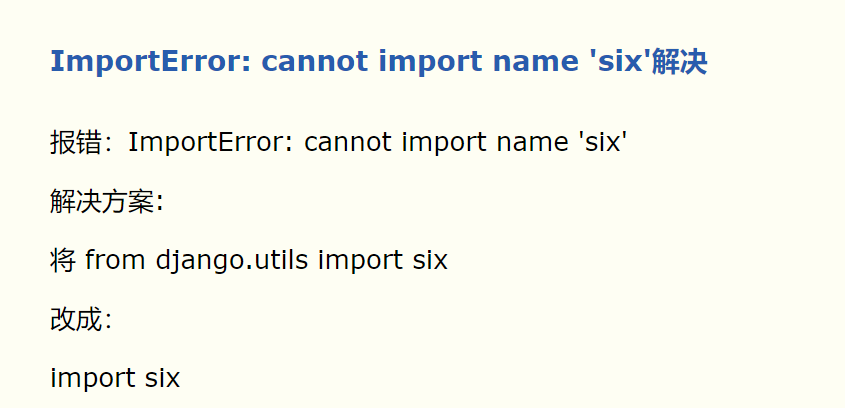 ImportError: cannot import name 'six'解决
报错：ImportError: cannot import name 'six'
解决方案:
将 from django.utils import six
改成：
import six